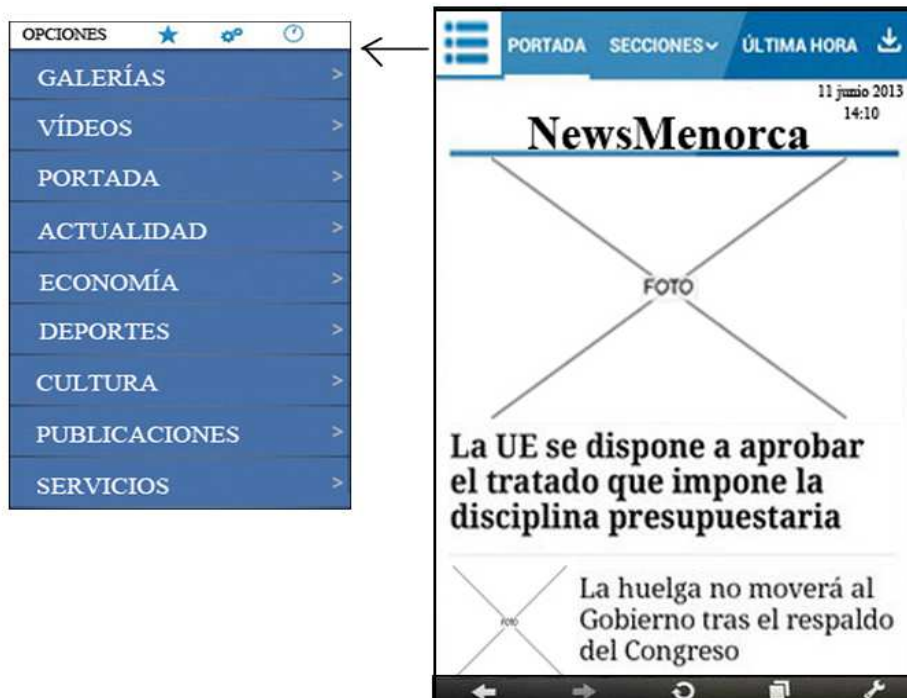 OPCIONES
GALERÍAS >
VÍDEOS >
PORTADA >
ACTUALIDAD >
ECONOMÍA >
DEPORTES >
CULTURA >
PUBLICACIONES >
SERVICIOS >
PORTADA SECCIONES ÚLTIMA HORA
11 junio 2013
14:10
NewsMenorca
FOTO
La UE se dispone a aprobar
el tratado que impone la
disciplina presupuestaria
FOTO
La huelga no moverá al
Gobierno tras el respaldo
del Congreso